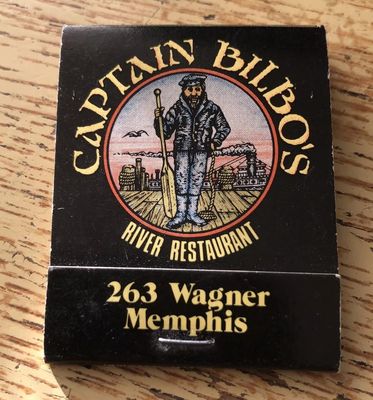 CAPTAIN BILBO'S
RIVER RESTAURANT
263 Wagner
Memphis